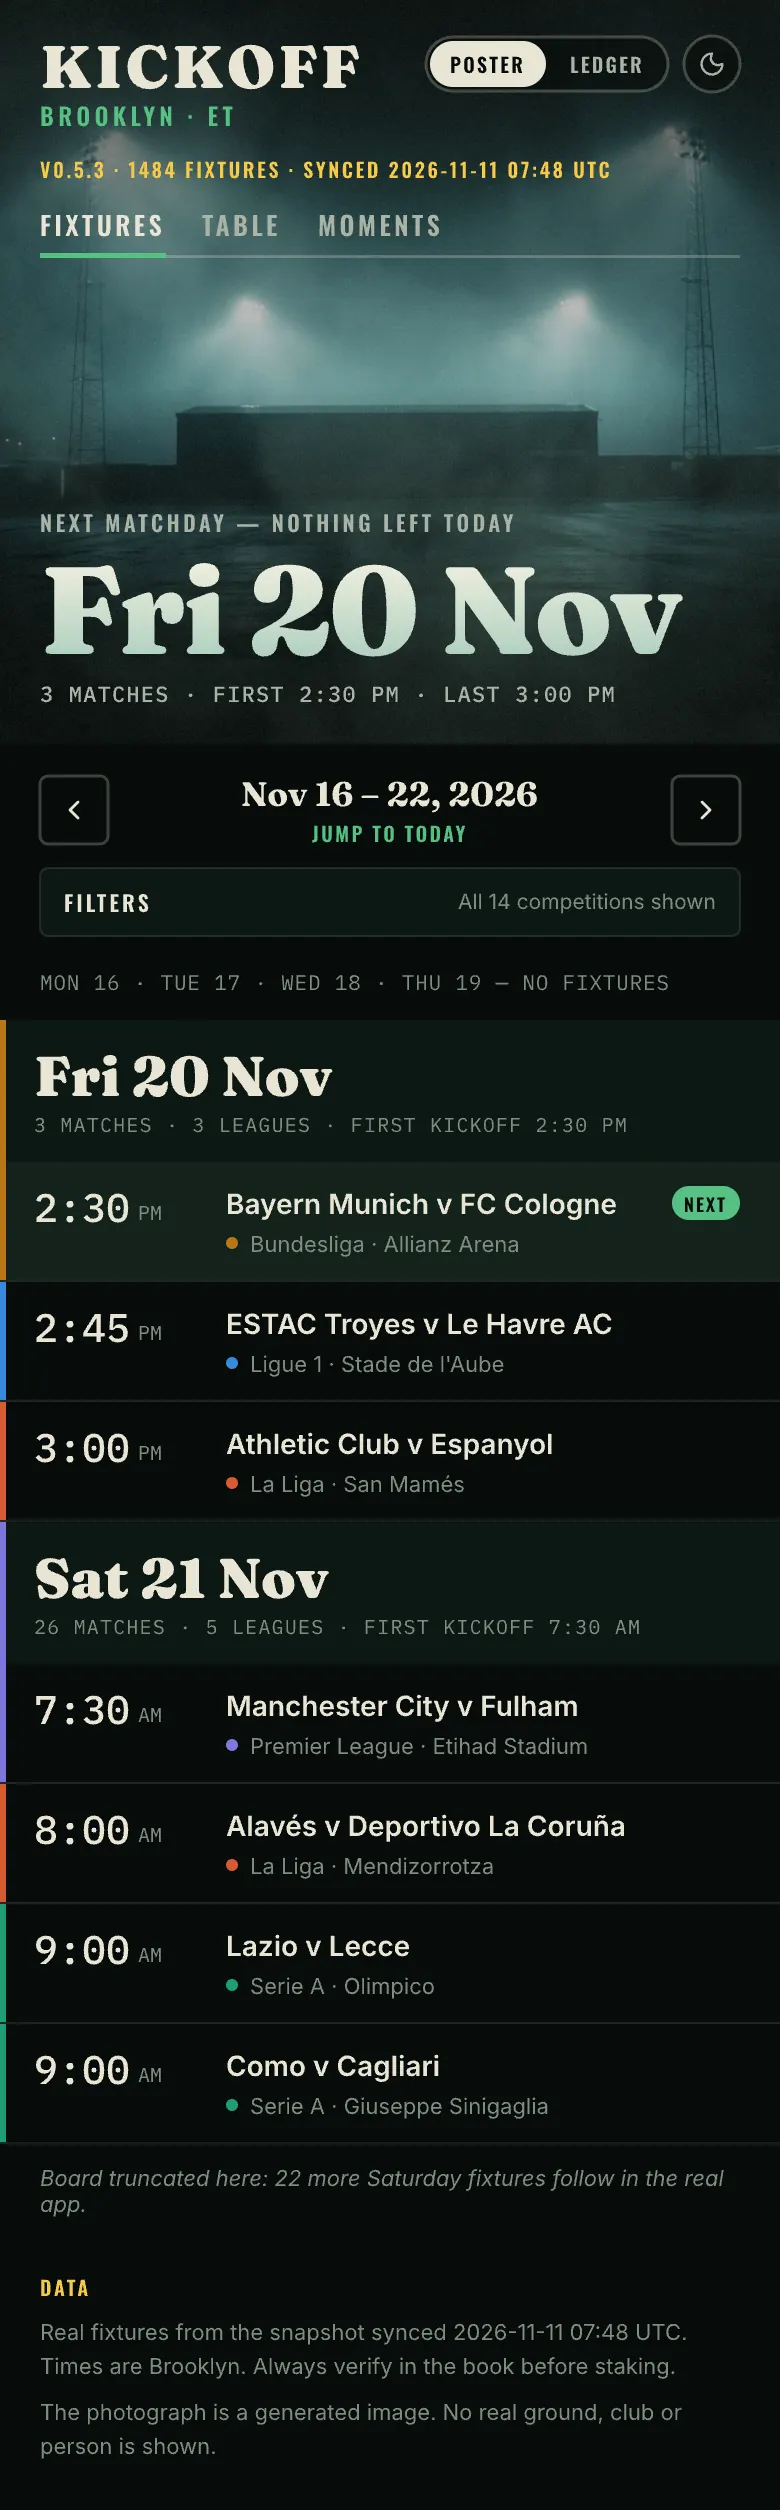 KICKOFF
POSTER
LEDGER
BROOKLYN · ET
V0.5.3 · 1484 FIXTURES · SYNCED 2026-11-11 07:48 UTC
FIXTURES
TABLE
MOMENTS
NEXT MATCHDAY — NOTHING LEFT TODAY
Fri 20 Nov
3 MATCHES · FIRST 2:30 PM · LAST 3:00 PM
Nov 16 – 22, 2026
JUMP TO TODAY
FILTERS
All 14 competitions shown
MON 16 · TUE 17 · WED 18 · THU 19 — NO FIXTURES
Fri 20 Nov
3 MATCHES · 3 LEAGUES · FIRST KICKOFF 2:30 PM
2:30 PM
Bayern Munich v FC Cologne
NEXT
Bundesliga · Allianz Arena
2:45 PM
ESTAC Troyes v Le Havre AC
Ligue 1 · Stade de l'Aube
3:00 PM
Athletic Club v Espanyol
La Liga · San Mamés
Sat 21 Nov
26 MATCHES · 5 LEAGUES · FIRST KICKOFF 7:30 AM
7:30 AM
Manchester City v Fulham
Premier League · Etihad Stadium
8:00 AM
Alavés v Deportivo La Coruña
La Liga · Mendizorrotza
9:00 AM
Lazio v Lecce
Serie A · Olimpico
9:00 AM
Como v Cagliari
Serie A · Giuseppe Sinigaglia
Board truncated here: 22 more Saturday fixtures follow in the real
app.
DATA
Real fixtures from the snapshot synced 2026-11-11 07:48 UTC.
Times are Brooklyn. Always verify in the book before staking.
The photograph is a generated image. No real ground, club or
person is shown.